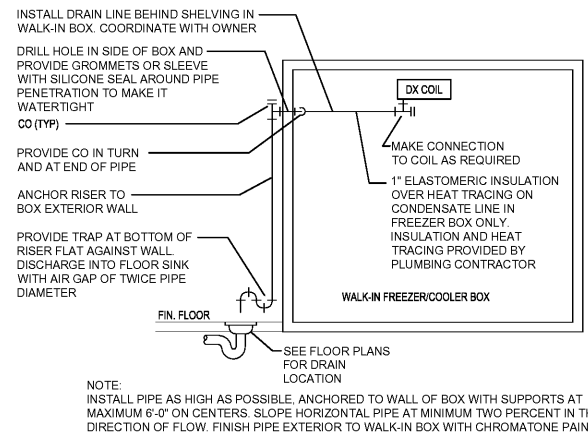 INSTALL DRAIN LINE BEHIND SHELVING IN
WALK-IN BOX. COORDINATE WITH OWNER
DRILL HOLE IN SIDE OF BOX AND
PROVIDE GROMMETS OR SLEEVE
WITH SILICONE SEAL AROUND PIPE
PENETRATION TO MAKE IT
WATERTIGHT
CO (TYP)
PROVIDE CO IN TURN
AND AT END OF PIPE
ANCHOR RISER TO
BOX EXTERIOR WALL
PROVIDE TRAP AT BOTTOM OF
RISER FLAT AGAINST WALL.
DISCHARGE INTO FLOOR SINK
WITH AIR GAP OF TWICE PIPE
DIAMETER
FIN. FLOOR
DX COIL
MAKE CONNECTION
TO COIL AS REQUIRED
1" ELASTOMERIC INSULATION
OVER HEAT TRACING ON
CONDENSATE LINE IN
FREEZER BOX ONLY.
INSULATION AND HEAT
TRACING PROVIDED BY
PLUMBING CONTRACTOR
WALK-IN FREEZER/COOLER BOX
SEE FLOOR PLANS
FOR DRAIN
LOCATION
NOTE:
INSTALL PIPE AS HIGH AS POSSIBLE, ANCHORED TO WALL OF BOX WITH SUPPORTS AT
MAXIMUM 6'-0" ON CENTERS. SLOPE HORIZONTAL PIPE AT MINIMUM TWO PERCENT IN
DIRECTION OF FLOW. FINISH PIPE EXTERIOR TO WALK-IN BOX WITH CHROMATONE